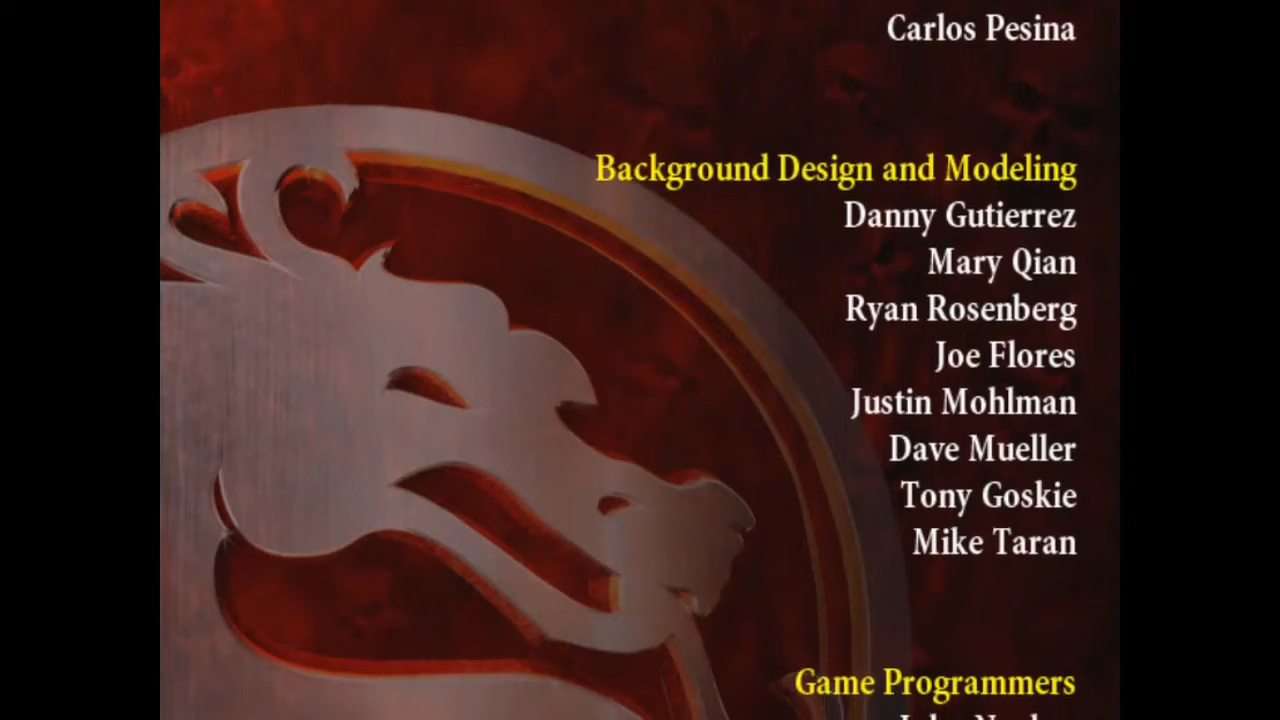 Carlos Pesina
Background Design and Modeling
Danny Gutierrez
Mary Qian
Ryan Rosenberg
Joe Flores
Justin Mohlman
Dave Mueller
Tony Goskie
Mike Taran
Game Programmers